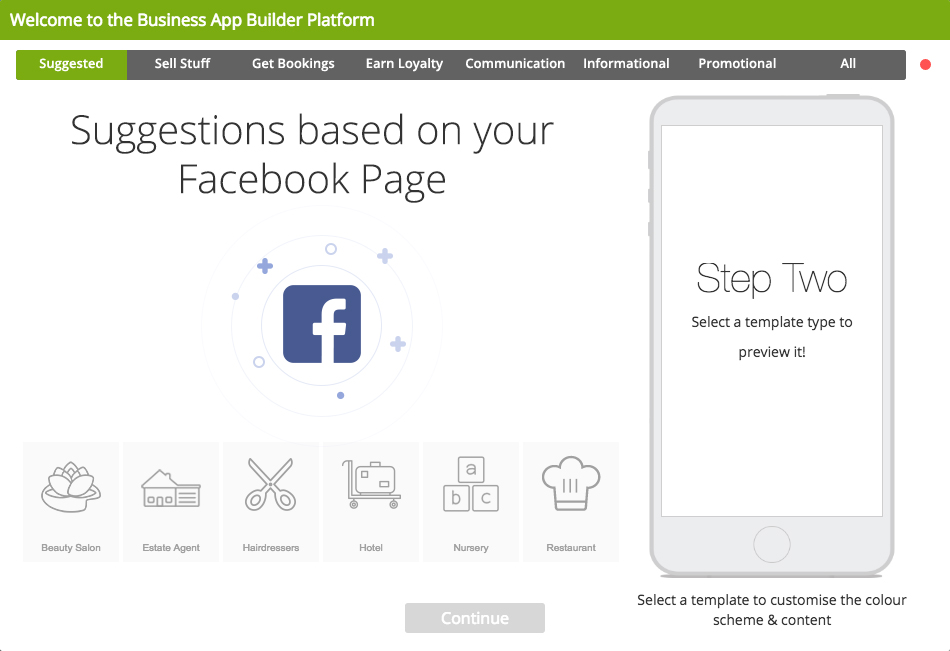 Welcome to the Business App Builder Platform
Suggested Sell Stuff Get Bookings Earn Loyalty Communication Informational Promotional All
Suggestions based on your
Facebook Page
f
Step Two
Select a template type to
preview it!
a
b c
Beauty Salon Estate Agent Hairdressers Hotel Nursery Restaurant
Select a template to customise the colour
scheme & content
Continue